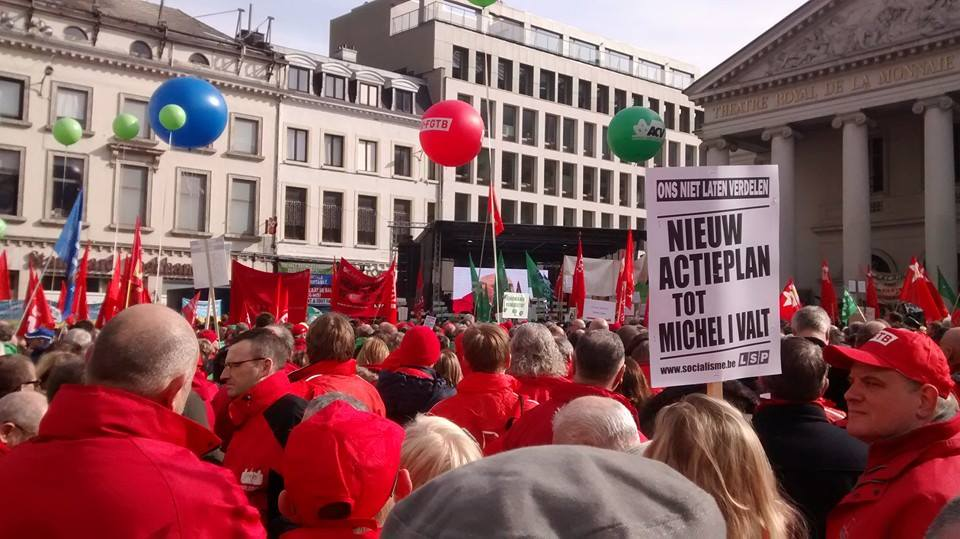 -FGTB
ACV
THEATRE ROYAL DE LA MONNAIE
ONS NIET LATEN VERDELEN
NIEUW
ACTIEPLAN
TOT
MICHEL I VALT
www.socialisme.be LSP